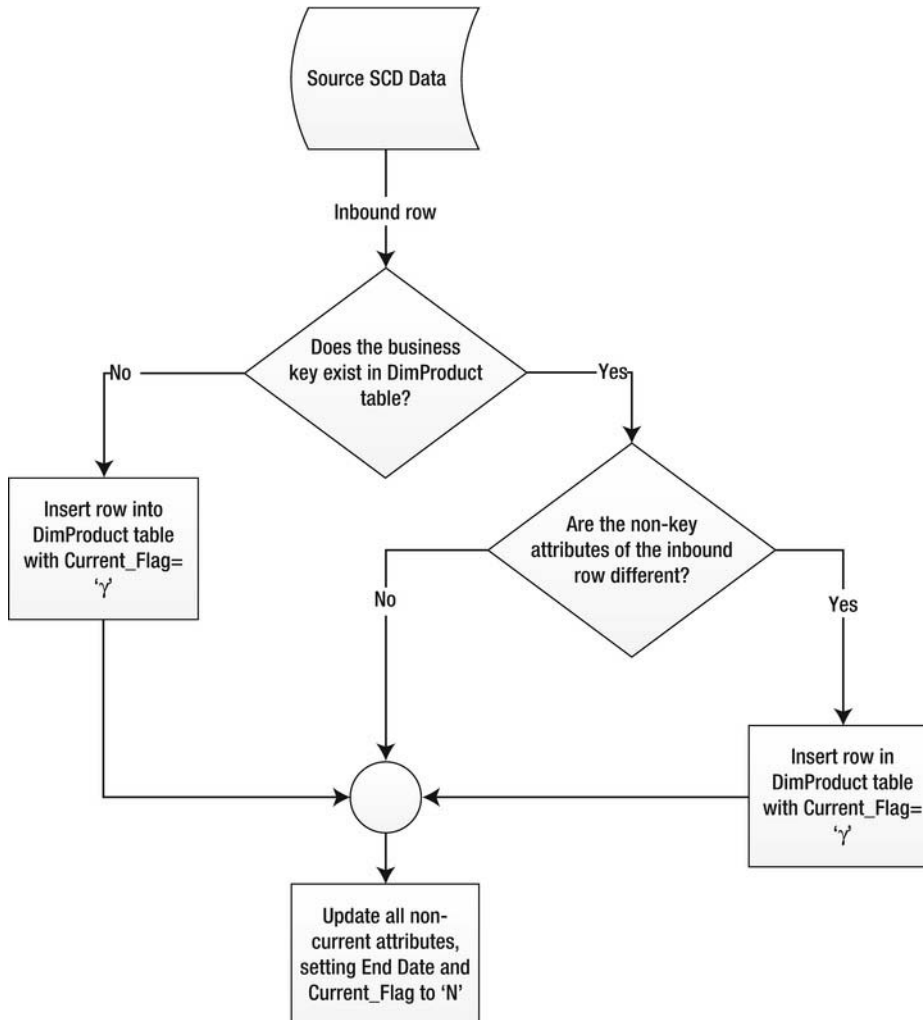 Source SCD Data
Inbound row
Does the business
key exist in DimProduct
table?
No
Yes
Insert row into
DimProduct table
with Current_Flag=
‘γ’
Are the non-key
attributes of the inbound
row different?
No
Yes
Insert row in
DimProduct table
with Current_Flag=
‘γ’
Update all non-
current attributes,
setting End Date and
Current_Flag to ‘N’